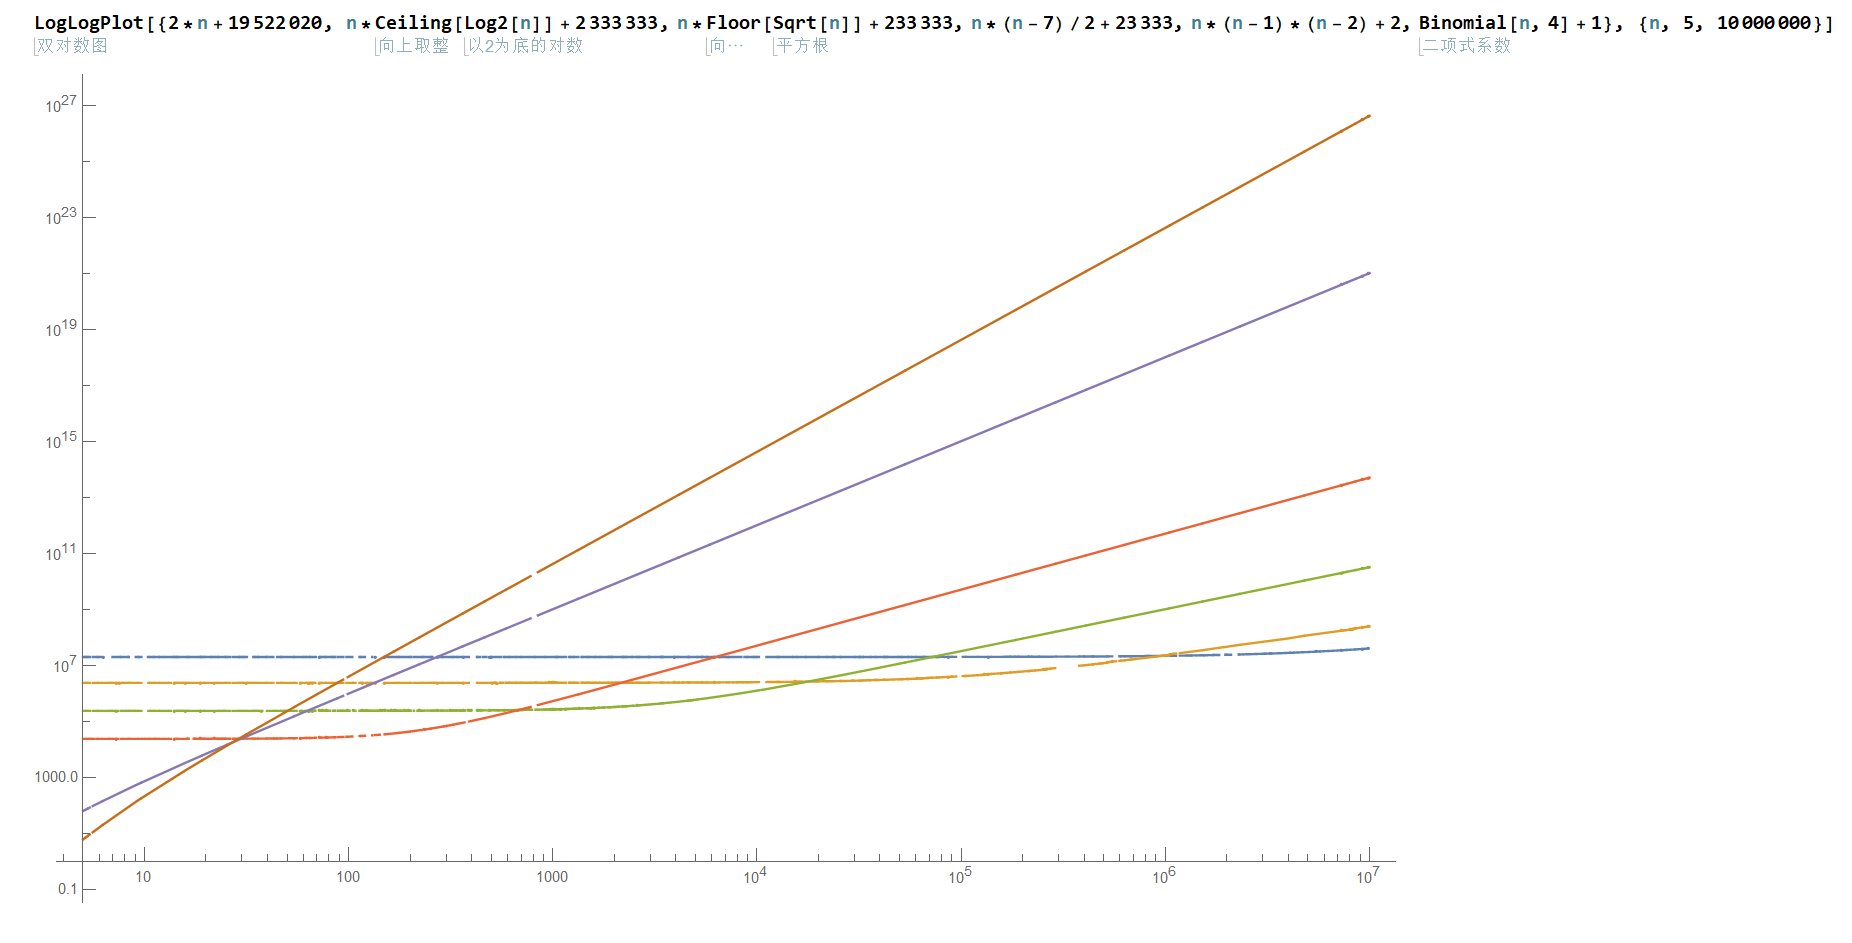 LogLogPlot[{2*n+19522020, n*Ceiling[Log2[n]]+2333333, n*Floor[Sqrt[n]]+233333, n*(n-7)/2+23333, n*(n-1)*(n-2)+2, Binomial[n, 4]+1}, {n, 5, 10000000}]
双对数图 向上取整 以2为底的对数 向… 平方根 二项式系数
10^27
10^23
10^19
10^15
10^11
10^7
1000.0
0.1
10 100 1000 10^4 10^5 10^6 10^7